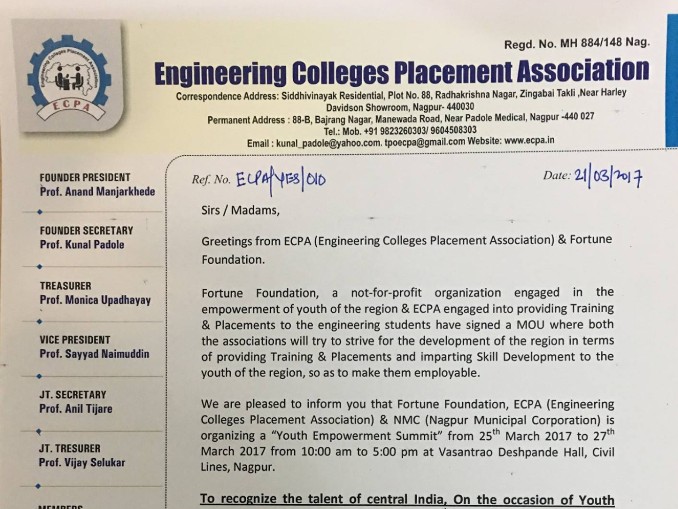 Regd. No. MH 884/148 Nag.
Engineering Colleges Placement Association
Correspondence Address: Siddhivinayak Residential, Plot No. 88, Radhakrishna Nagar, Zingabai Takli ,Near Harley
Davidson Showroom, Nagpur- 440030
Permanent Address : 88-B, Bajrang Nagar, Manewada Road, Near Padole Medical, Nagpur -440 027
Tel.: Mob. +91 9823260303/ 9604508303
Email : kunal_padole@yahoo.com. tpoecpa@gmail.com Website: www.ecpa.in
Engineering Colleges Placement Association
ECPA
FOUNDER PRESIDENT
Prof. Anand Manjarkhede
FOUNDER SECRETARY
Prof. Kunal Padole
TREASURER
Prof. Monica Upadhayay
VICE PRESIDENT
Prof. Sayyad Naimuddin
JT. SECRETARY
Prof. Anil Tijare
JT. TRESURER
Prof. Vijay Selukar
MEMBERS
Ref. No. ECPA/YES/010 Date: 21/03/2017
Sirs / Madams,
Greetings from ECPA (Engineering Colleges Placement Association) & Fortune
Foundation.
Fortune Foundation, a not-for-profit organization engaged in the
empowerment of youth of the region & ECPA engaged into providing Training
& Placements to the engineering students have signed a MOU where both
the associations will try to strive for the development of the region in terms
of providing Training & Placements and imparting Skill Development to the
youth of the region, so as to make them employable.
We are pleased to inform you that Fortune Foundation, ECPA (Engineering
Colleges Placement Association) & NMC (Nagpur Municipal Corporation) is
organizing a “Youth Empowerment Summit” from 25th March 2017 to 27th
March 2017 from 10:00 am to 5:00 pm at Vasantrao Deshpande Hall, Civil
Lines, Nagpur.
To recognize the talent of central India, On the occasion of Youth